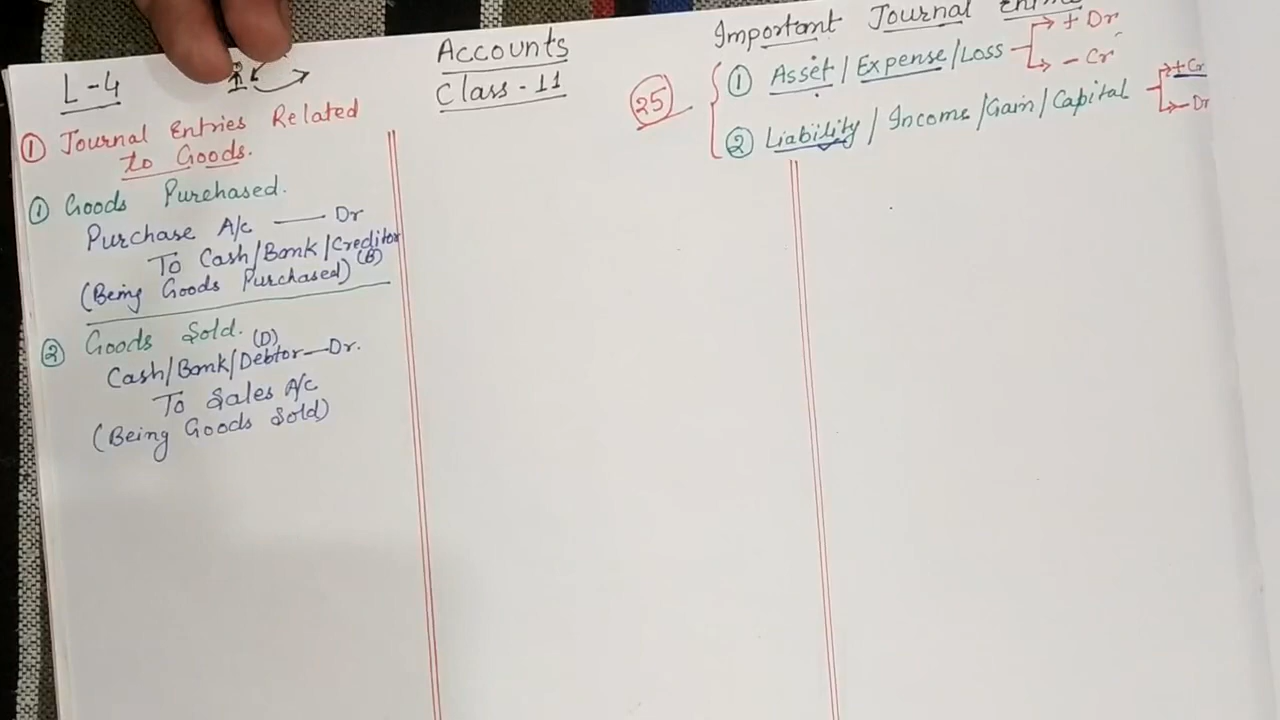 L-4
Accounts
Class - 11
Important Journal
25
① Asset / Expense / Loss → + Dr
→ - Cr
② Liability / Income / Gain / Capital → + Cr
→ - Dr
① Journal Entries Related
to Goods.
① Goods Purchased.
Purchase A/c —— Dr
To Cash/Bank/Creditor
(B)
(Being Goods Purchased)
② Goods Sold.
(D)
Cash/Bank/Debtor — Dr.
To Sales A/c
(Being Goods Sold)